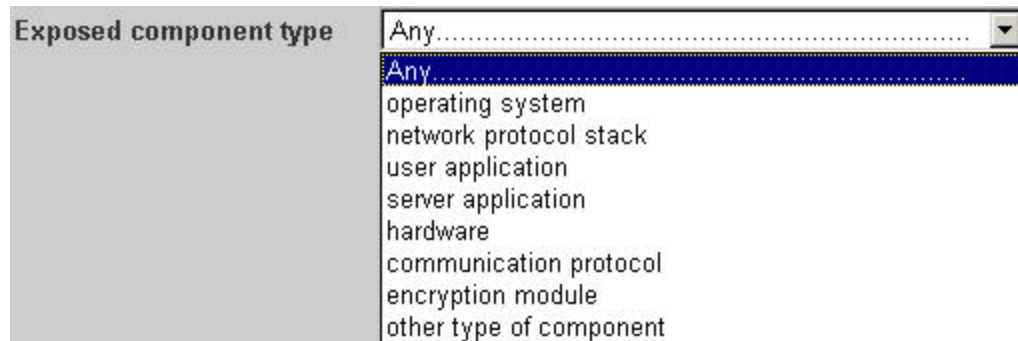 Exposed component type Any.................................................................
Any.................................................................
operating system
network protocol stack
user application
server application
hardware
communication protocol
encryption module
other type of component